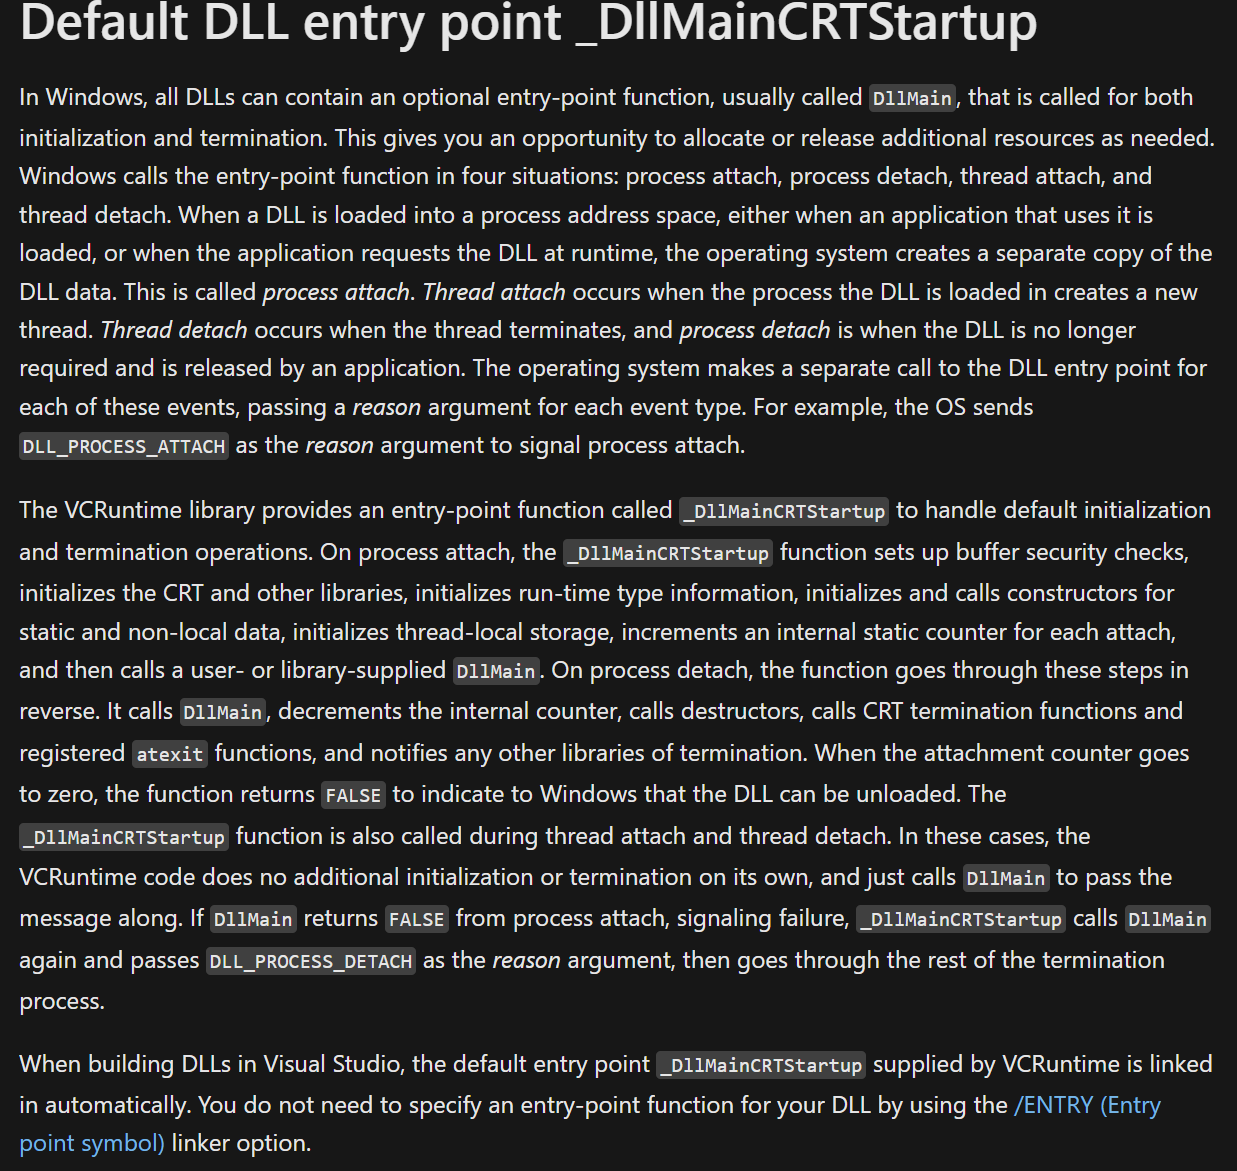 Default DLL entry point _DllMainCRTStartup
In Windows, all DLLs can contain an optional entry-point function, usually called DllMain, that is called for both
initialization and termination. This gives you an opportunity to allocate or release additional resources as needed.
Windows calls the entry-point function in four situations: process attach, process detach, thread attach, and
thread detach. When a DLL is loaded into a process address space, either when an application that uses it is
loaded, or when the application requests the DLL at runtime, the operating system creates a separate copy of the
DLL data. This is called process attach. Thread attach occurs when the process the DLL is loaded in creates a new
thread. Thread detach occurs when the thread terminates, and process detach is when the DLL is no longer
required and is released by an application. The operating system makes a separate call to the DLL entry point for
each of these events, passing a reason argument for each event type. For example, the OS sends
DLL_PROCESS_ATTACH as the reason argument to signal process attach.
The VCRuntime library provides an entry-point function called _DllMainCRTStartup to handle default initialization
and termination operations. On process attach, the _DllMainCRTStartup function sets up buffer security checks,
initializes the CRT and other libraries, initializes run-time type information, initializes and calls constructors for
static and non-local data, initializes thread-local storage, increments an internal static counter for each attach,
and then calls a user- or library-supplied DllMain. On process detach, the function goes through these steps in
reverse. It calls DllMain, decrements the internal counter, calls destructors, calls CRT termination functions and
registered atexit functions, and notifies any other libraries of termination. When the attachment counter goes
to zero, the function returns FALSE to indicate to Windows that the DLL can be unloaded. The
_DllMainCRTStartup function is also called during thread attach and thread detach. In these cases, the
VCRuntime code does no additional initialization or termination on its own, and just calls DllMain to pass the
message along. If DllMain returns FALSE from process attach, signaling failure, _DllMainCRTStartup calls DllMain
again and passes DLL_PROCESS_DETACH as the reason argument, then goes through the rest of the termination
process.
When building DLLs in Visual Studio, the default entry point _DllMainCRTStartup supplied by VCRuntime is linked
in automatically. You do not need to specify an entry-point function for your DLL by using the /ENTRY (Entry
point symbol) linker option.